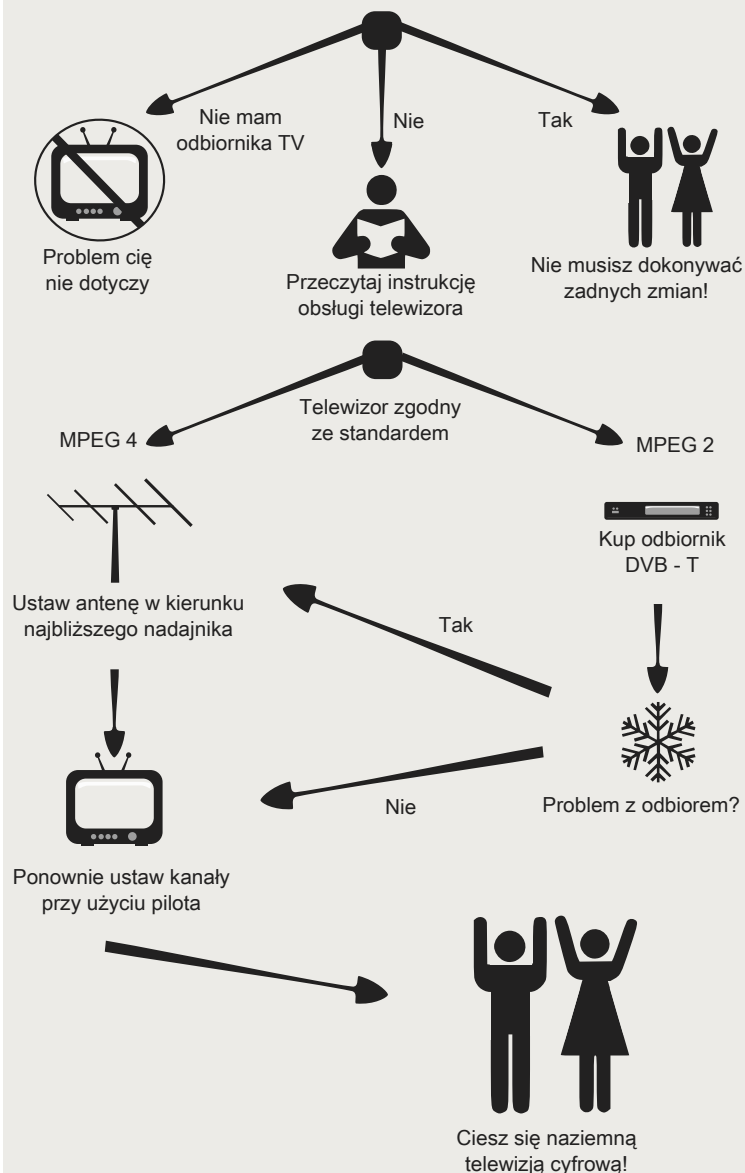 Nie mam
odbiornika TV
Nie
Tak
Problem cię
nie dotyczy
Przeczytaj instrukcję
obsługi telewizora
Nie musisz dokonywać
zadnych zmian!
Telewizor zgodny
ze standardem
MPEG 4
MPEG 2
Kup odbiornik
DVB - T
Ustaw antenę w kierunku
najbliższego nadajnika
Tak
Problem z odbiorem?
Nie
Ponownie ustaw kanały
przy użyciu pilota
Ciesz się naziemną
telewizją cyfrową!